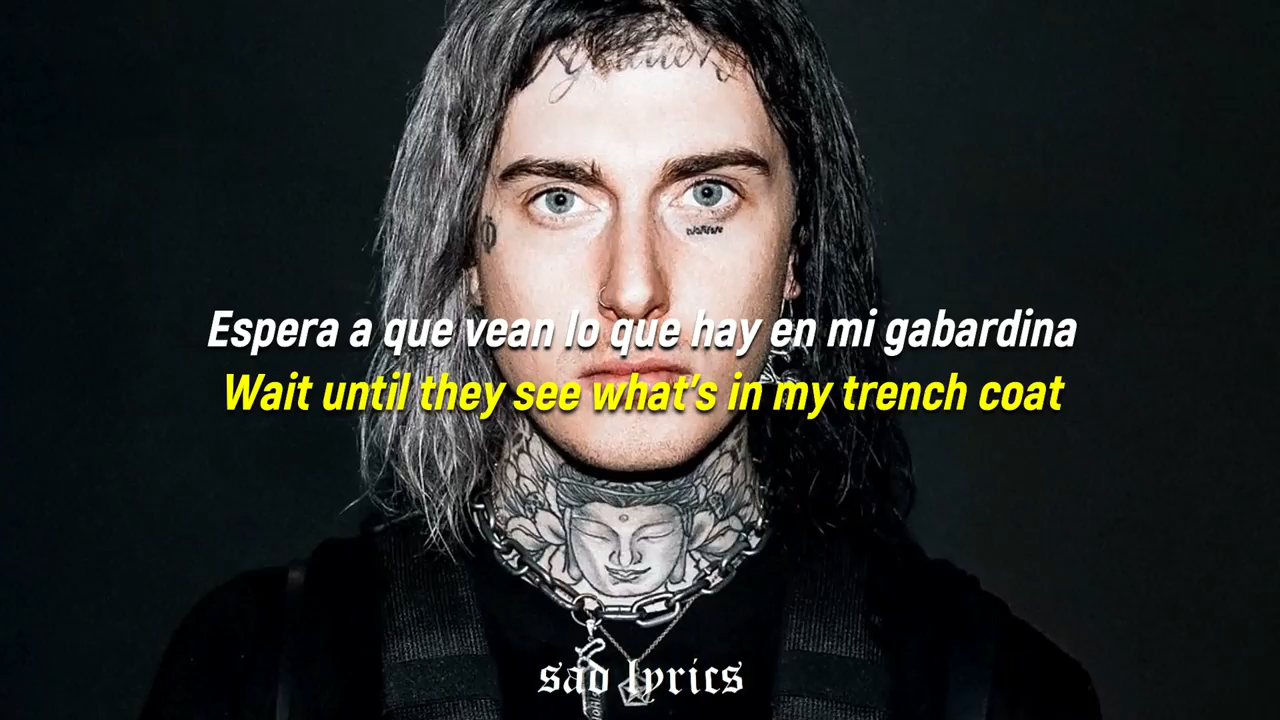 Espera a que vean lo que hay en mi gabardina
Wait until they see what's in my trench coat
sad lyrics